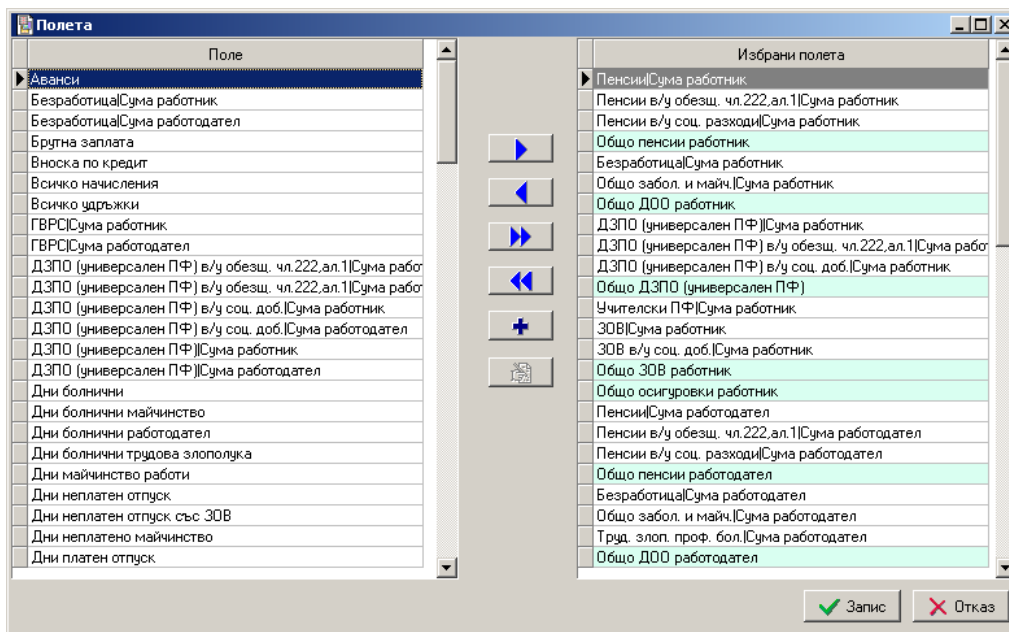 Полета
Поле
Аванси
Безработица|Сума работник
Безработица|Сума работодател
Брутна заплата
Вноска по кредит
Всичко начисления
Всичко удръжки
ГВРС|Сума работник
ГВРС|Сума работодател
ДЗПО (универсален ПФ) в/у обезщ. чл.222,ал.1|Сума работ
ДЗПО (универсален ПФ) в/у обезщ. чл.222,ал.1|Сума работ
ДЗПО (универсален ПФ) в/у соц. доб.|Сума работник
ДЗПО (универсален ПФ) в/у соц. доб.|Сума работодател
ДЗПО (универсален ПФ)|Сума работник
ДЗПО (универсален ПФ)|Сума работодател
Дни болнични
Дни болнични майчинство
Дни болнични работодател
Дни болнични трудова злополука
Дни майчинство работи
Дни неплатен отпуск
Дни неплатен отпуск със ЗОВ
Дни неплатено майчинство
Дни платен отпуск
Избрани полета
Пенсии|Сума работник
Пенсии в/у обезщ. чл.222,ал.1|Сума работник
Пенсии в/у соц. разходи|Сума работник
Общо пенсии работник
Безработица|Сума работник
Общо забол. и майч.|Сума работник
Общо ДОО работник
ДЗПО (универсален ПФ)|Сума работник
ДЗПО (универсален ПФ) в/у обезщ. чл.222,ал.1|Сума рабо
ДЗПО (универсален ПФ) в/у соц. доб.|Сума работник
Общо ДЗПО (универсален ПФ)
Учителски ПФ|Сума работник
ЗОВ|Сума работник
ЗОВ в/у соц. доб.|Сума работник
Общо ЗОВ работник
Общо осигуровки работник
Пенсии|Сума работодател
Пенсии в/у обезщ. чл.222,ал.1|Сума работодател
Пенсии в/у соц. разходи|Сума работодател
Общо пенсии работодател
Безработица|Сума работодател
Общо забол. и майч.|Сума работодател
Труд. злоп. проф. бол.|Сума работодател
Общо ДОО работодател
Запис
Отказ